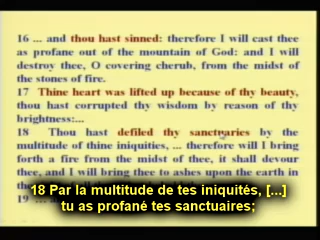 16 ... and thou hast sinned: therefore I will cast thee
as profane out of the mountain of God: and I will
destroy thee, O covering cherub, from the midst of
the stones of fire.
17 Thine heart was lifted up because of thy beauty,
thou hast corrupted thy wisdom by reason of thy
brightness:...
18 Thou hast defiled thy sanctuaries by the
multitude of thine iniquities, ... therefore will I bring
forth a fire from the midst of thee, it shall devour
thee, and I will bring thee to ashes upon the earth in
18 Par la multitude de tes iniquités, [...]
tu as profané tes sanctuaires;